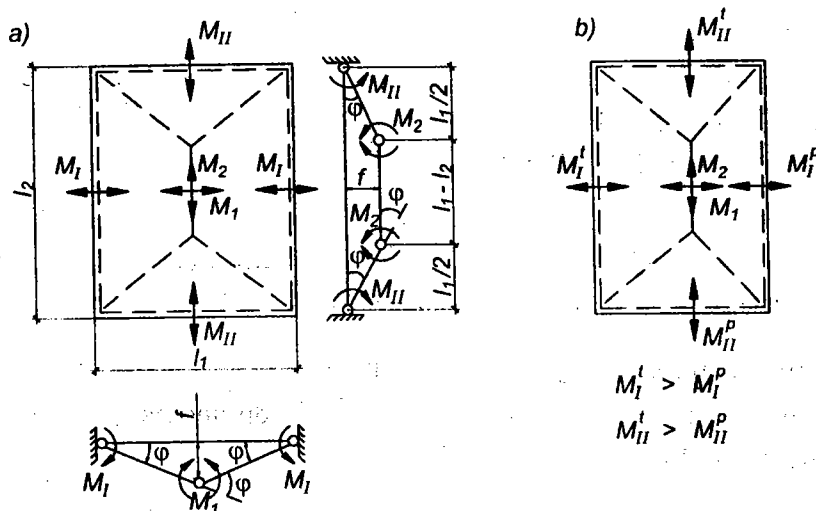 a)
M_II
l_2
M_I
M_2
M_I
M_1
M_II
l_1
M_II
φ
M_2
f
φ
M_2
φ
M_II
l_1/2
l_1-l_2
l_1/2
f
φ
φ
M_I
M_1
φ
M_I
b)
M_II^t
M_I^t
M_2
M_I^p
M_1
M_II^p
M_I^t > M_I^p
M_II^t > M_II^p